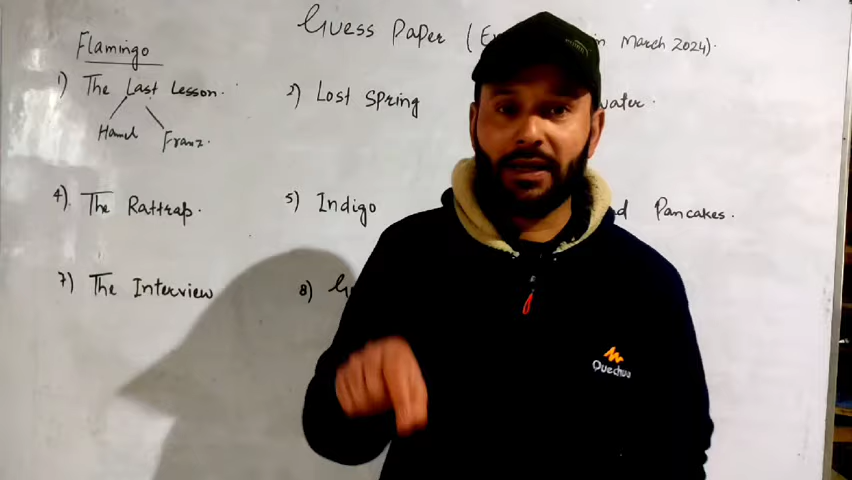 Guess Paper (E
in March 2024).
Flamingo
1) The Last Lesson.
Hamel
Franz.
2) Lost Spring
water.
4). The Rattrap.
5) Indigo
d Pancakes.
7) The Interview
8)
Quechua